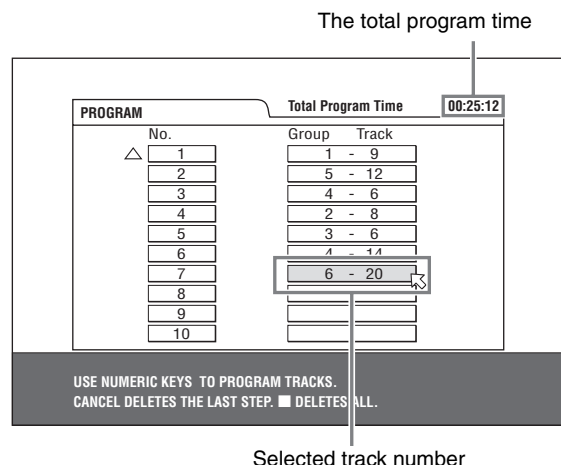 The total program time
PROGRAM
Total Program Time 00:25:12
No. Group Track
1 1 - 9
2 5 - 12
3 4 - 6
4 2 - 8
5 3 - 6
6 4 - 14
7 6 - 20
8
9
10
USE NUMERIC KEYS TO PROGRAM TRACKS.
CANCEL DELETES THE LAST STEP. ■ DELETES ALL.
Selected track number